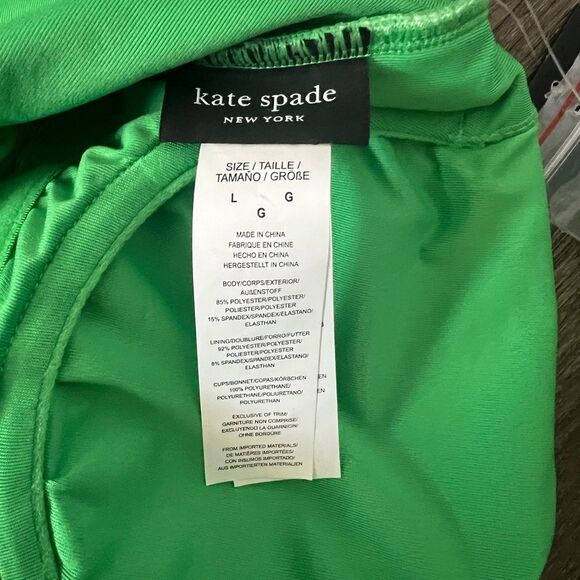 kate spade
NEW YORK
SIZE / TAILLE /
TAMAÑO / GRÖßE
L G
G
MADE IN CHINA
FABRIQUE EN CHINE
HECHO EN CHINA
HERGESTELLT IN CHINA
BODY/CORPS/EXTERIOR/
AUßENSTOFF
85% POLYESTER/POLYESTER/
POLIESTER/POLYESTER
15% SPANDEX/SPANDEX/ELASTANO/
ELASTHAN
LINING/DOUBLURE/FORRO/FUTTER
92% POLYESTER/POLYESTER/
POLIESTER/POLYESTER
8% SPANDEX/SPANDEX/ELASTANO/
ELASTHAN
CUPS/BONNET/COPAS/KÖRBCHEN
100% POLYURETHANE/
POLYURETHANE/POLIURETANO/
POLYURETHAN
EXCLUSIVE OF TRIM/
GARNITURE NON COMPRISE/
EXCLUYENDO LA GUARNICIÓN/
OHNE BORDÜRE
FROM IMPORTED MATERIALS/
DE MATIÈRES IMPORTÉES/
CON INSUMOS IMPORTADO/
AUS IMPORTIERTEN MATERIALIEN